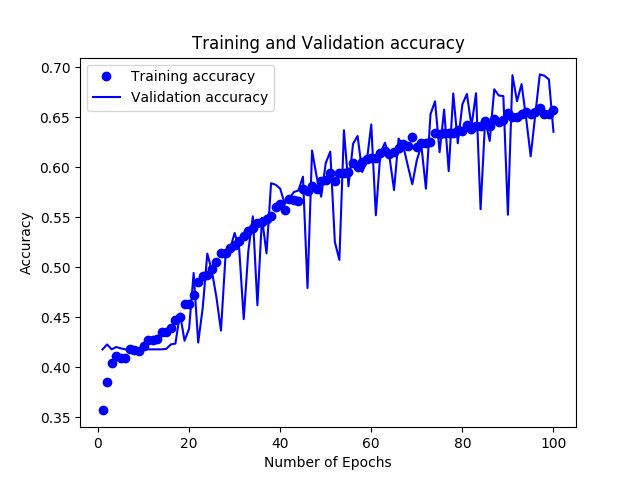 Training and Validation accuracy
Training accuracy
Validation accuracy
0.70
0.65
0.60
0.55
0.50
0.45
0.40
0.35
Accuracy
0 20 40 60 80 100
Number of Epochs